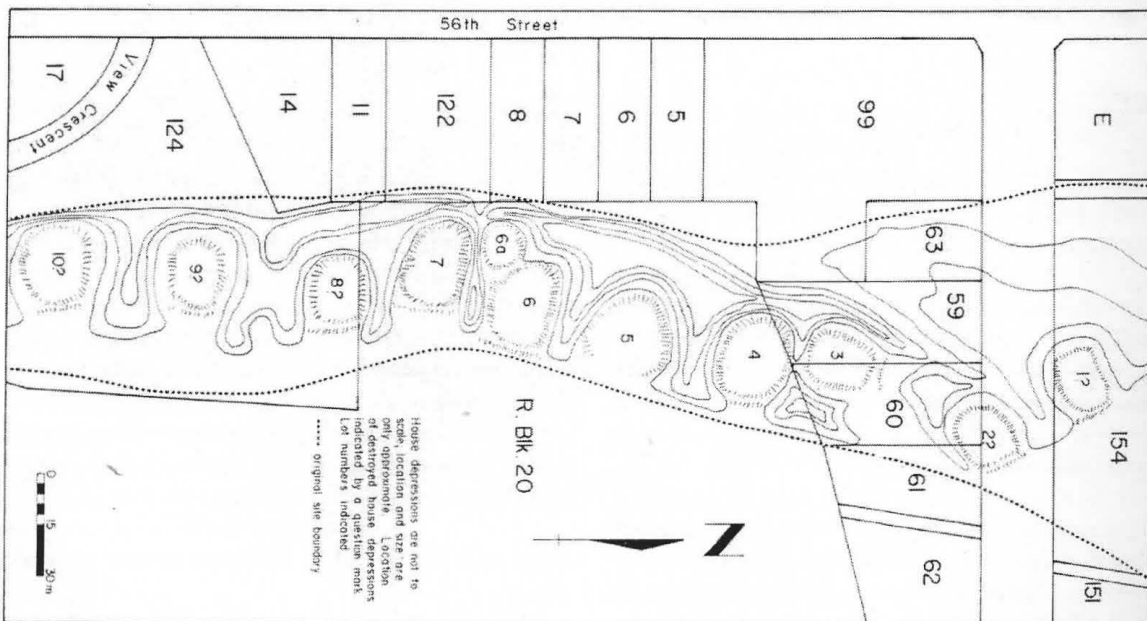 56th Street
17
View Crescent
124
14
11
122
8
7
6
5
99
E
10?
9?
8?
7
6a
6
5
4
3
63
59
60
2?
1?
154
61
62
151
R. Blk. 20
N
House depressions are not to
scale, location and size are
only approximate. Location
of destroyed house depressions
indicated by a question mark
Lot numbers indicated
original site boundary
0
15
30 m